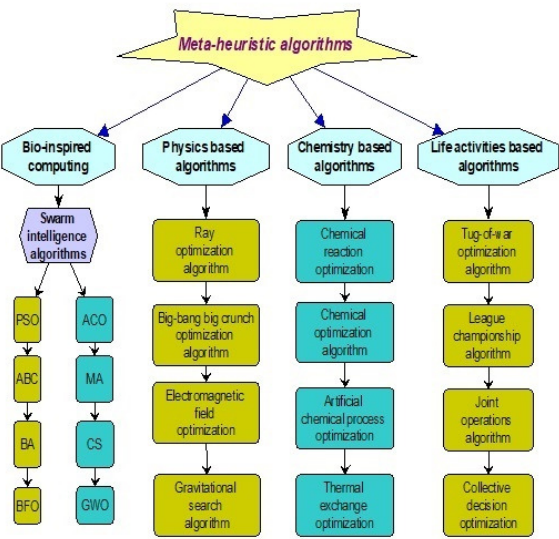 Meta-heuristic algorithms
Bio-inspired
computing
Physics based
algorithms
Chemistry based
algorithms
Life activities based
algorithms
Swarm
intelligence
algorithms
PSO
ABC
BA
BFO
ACO
MA
CS
GWO
Ray
optimization
algorithm
Big-bang big crunch
optimization
algorithm
Electromagnetic
field
optimization
Gravitational
search
algorithm
Chemical
reaction
optimization
Chemical
optimization
algorithm
Artificial
chemical process
optimization
Thermal
exchange
optimization
Tug-of-war
optimization
algorithm
League
championship
algorithm
Joint
operations
algorithm
Collective
decision
optimization